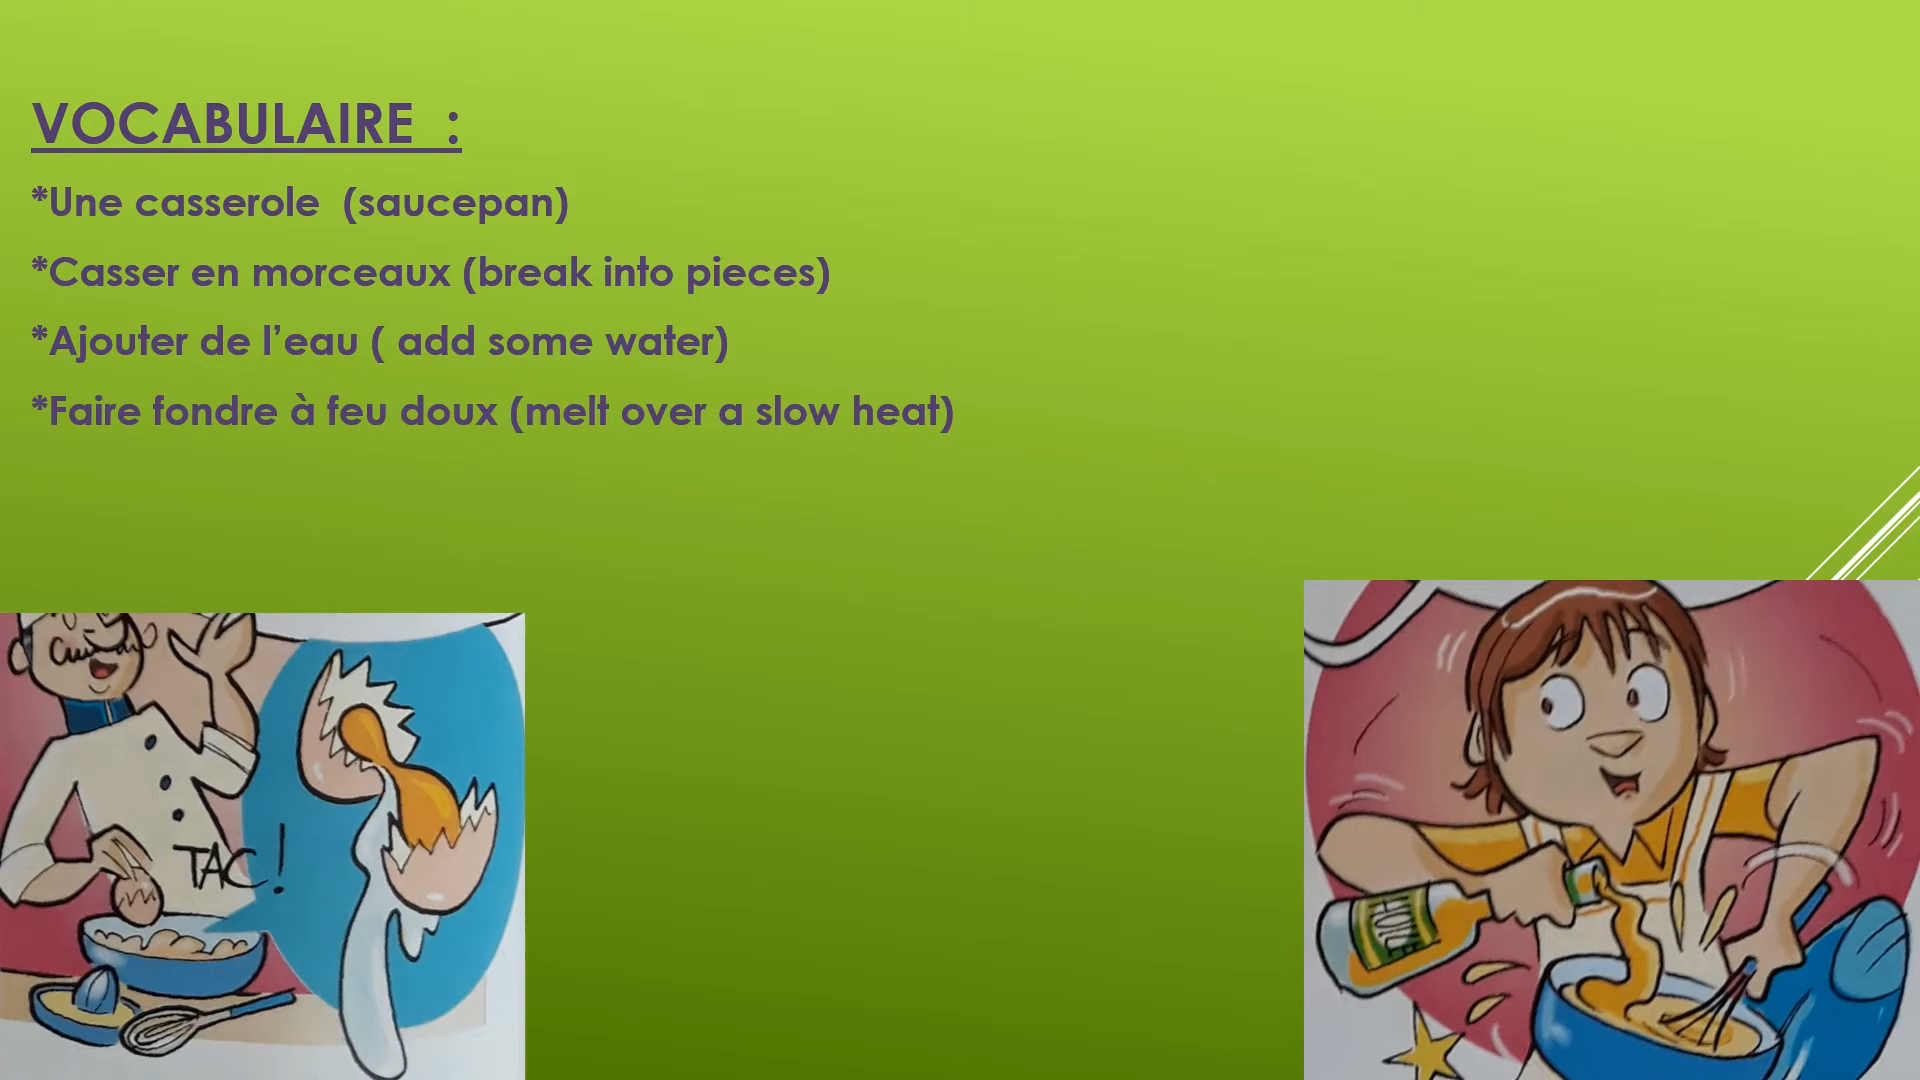 VOCABULAIRE :
*Une casserole (saucepan)
*Casser en morceaux (break into pieces)
*Ajouter de l’eau ( add some water)
*Faire fondre à feu doux (melt over a slow heat)
TAC !